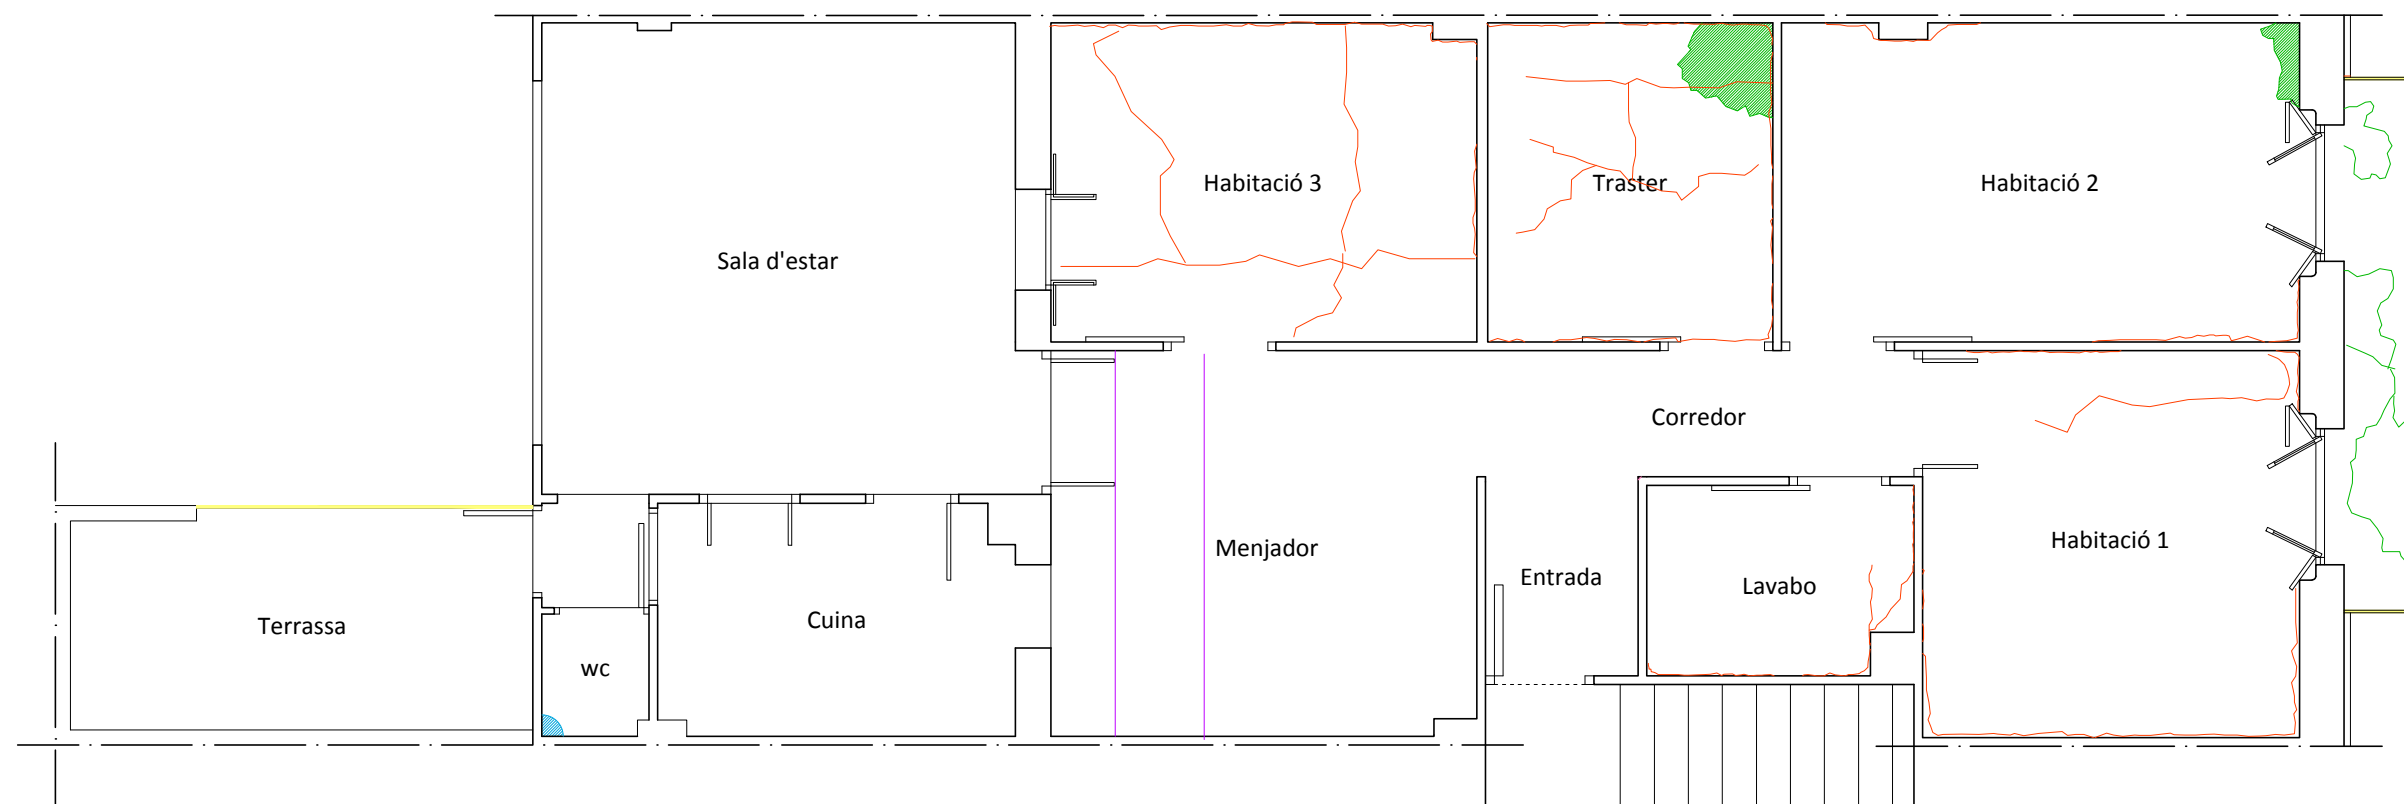 Habitació 3
Traster
Habitació 2
Sala d'estar
Corredor
Menjador
Habitació 1
Entrada
Lavabo
Cuina
Terrassa
wc